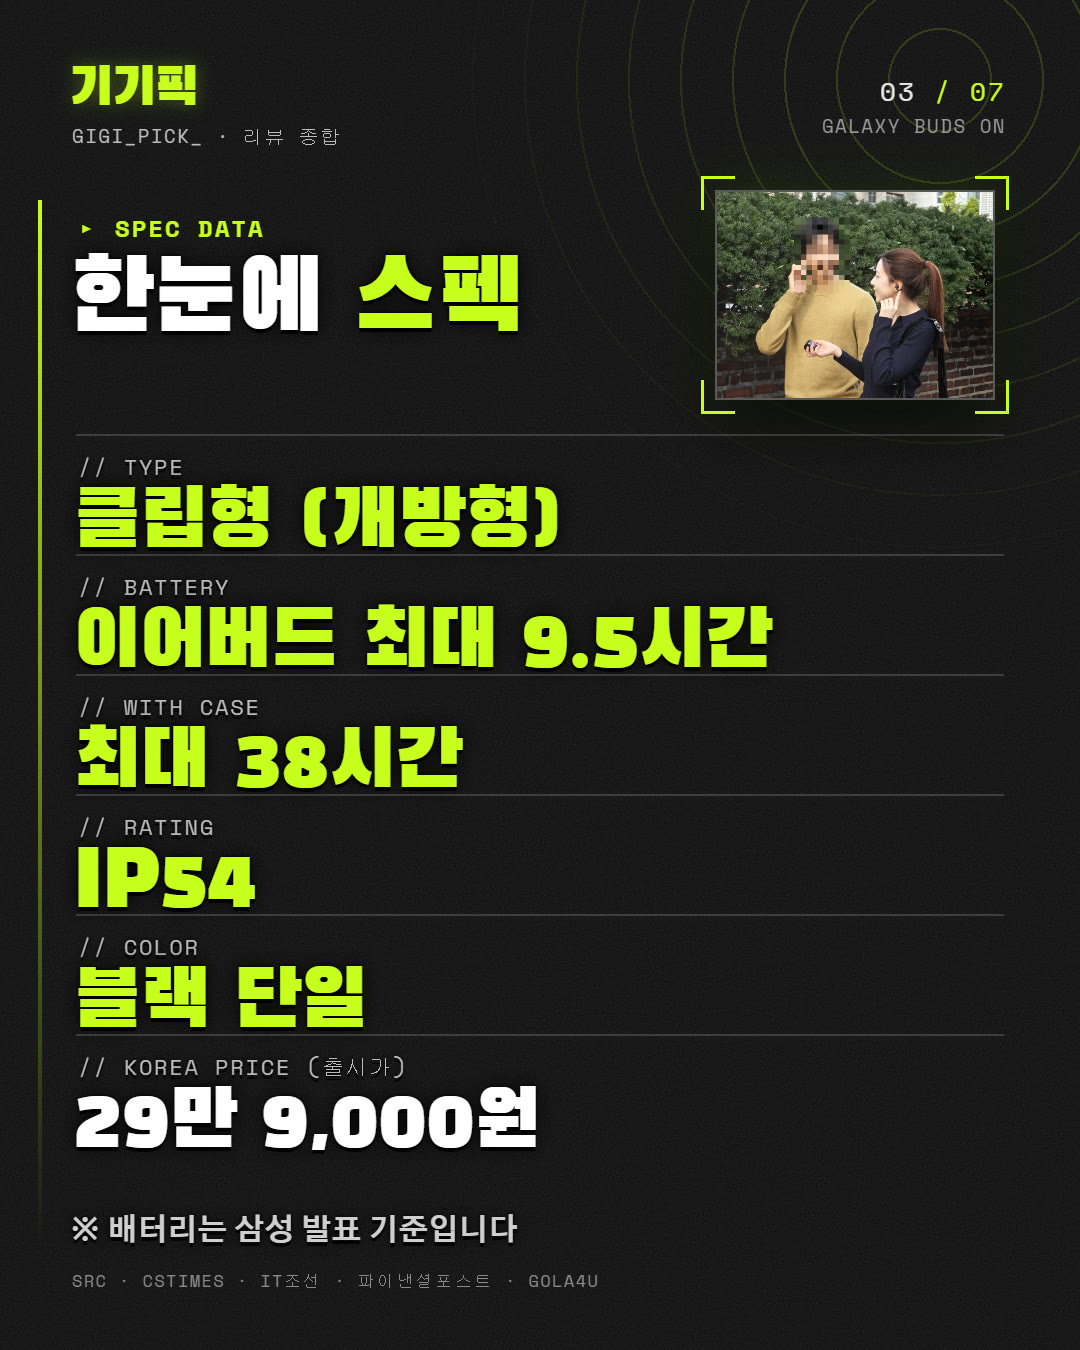 기기픽
GIGI_PICK_ · 리뷰 종합
03 / 07
GALAXY BUDS ON
▸ SPEC DATA
한눈에 스펙
// TYPE
클립형 (개방형)
// BATTERY
이어버드 최대 9.5시간
// WITH CASE
최대 38시간
// RATING
IP54
// COLOR
블랙 단일
// KOREA PRICE (출시가)
29만 9,000원
※ 배터리는 삼성 발표 기준입니다
SRC · CSTIMES · IT조선 · 파이낸셜포스트 · GOLA4U